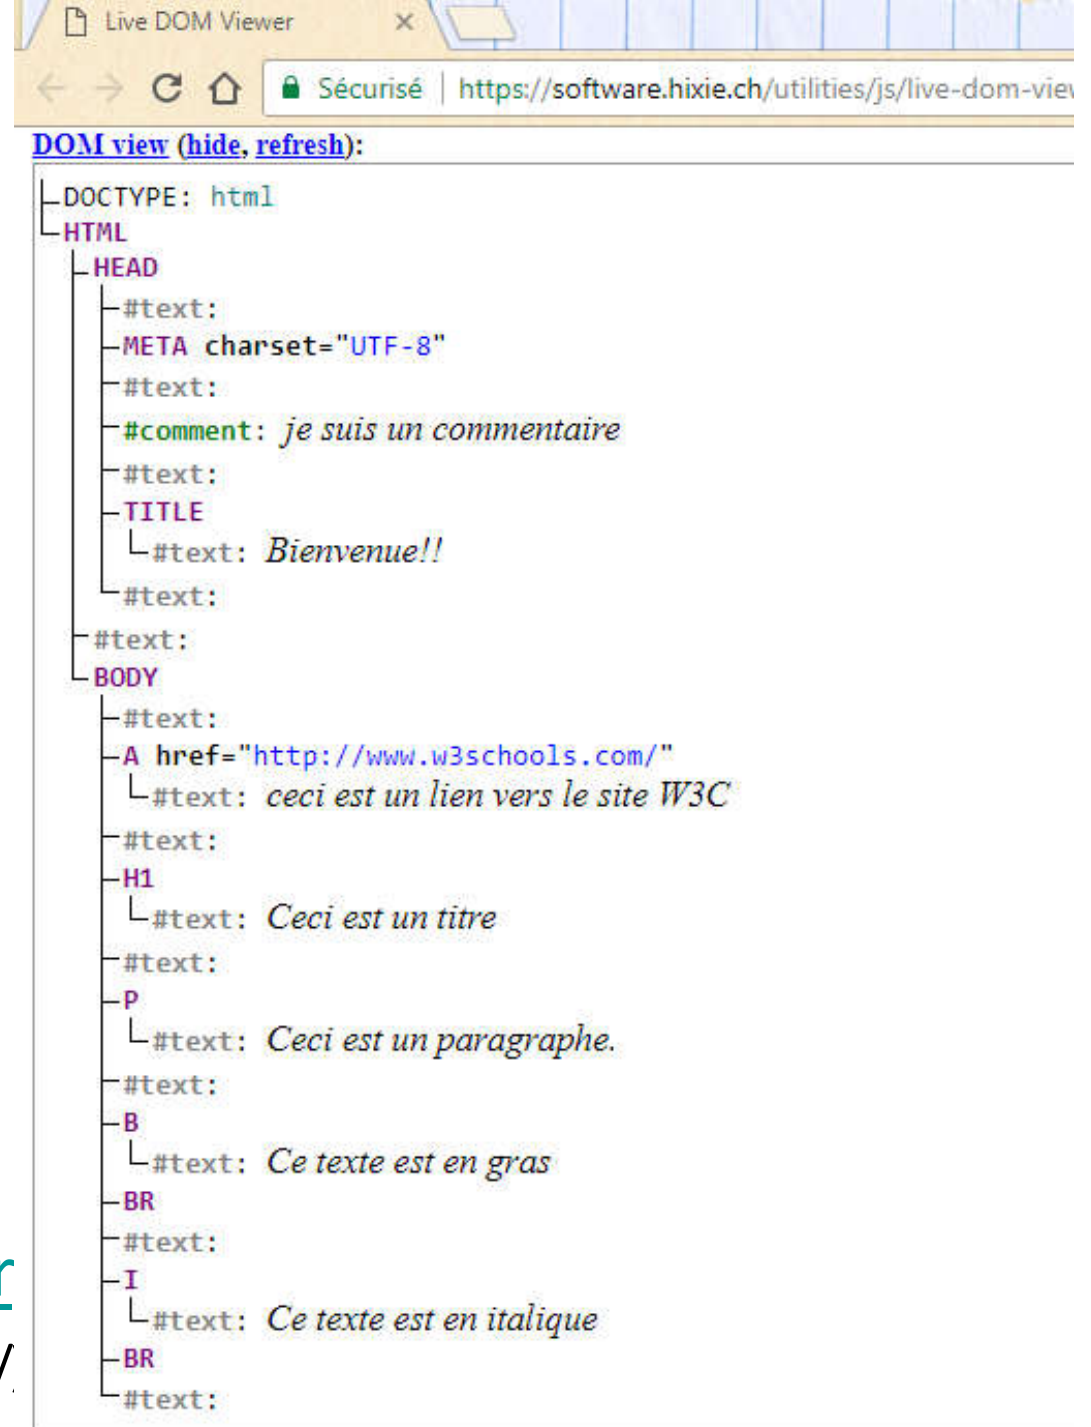 Live DOM Viewer
Sécurisé | https://software.hixie.ch/utilities/js/live-dom-view
DOM view (hide, refresh):
DOCTYPE: html
HTML
HEAD
#text:
META charset="UTF-8"
#text:
#comment: je suis un commentaire
#text:
TITLE
#text: Bienvenue!!
#text:
#text:
BODY
#text:
A href="http://www.w3schools.com/"
#text: ceci est un lien vers le site W3C
#text:
H1
#text: Ceci est un titre
#text:
P
#text: Ceci est un paragraphe.
#text:
B
#text: Ce texte est en gras
BR
#text:
I
#text: Ce texte est en italique
BR
#text: